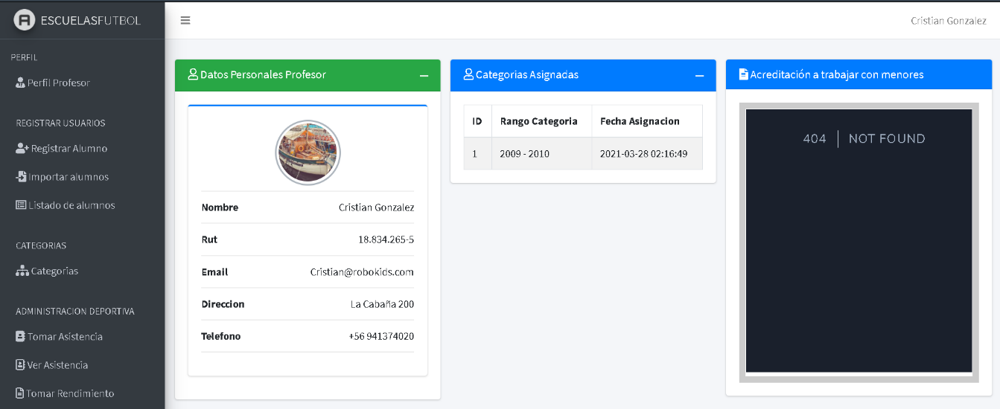 A ESCUELASFUTBOL
Cristian Gonzalez
PERFIL
Perfil Profesor
REGISTRAR USUARIOS
Registrar Alumno
Importar alumnos
Listado de alumnos
CATEGORIAS
Categorias
ADMINISTRACION DEPORTIVA
Tomar Asistencia
Ver Asistencia
Tomar Rendimiento
Datos Personales Profesor
Nombre Cristian Gonzalez
Rut 18.834.265-5
Email Cristian@robokids.com
Direccion La Cabaña 200
Telefono +56 941374020
Categorias Asignadas
ID Rango Categoria Fecha Asignacion
1 2009 - 2010 2021-03-28 02:16:49
Acreditación a trabajar con menores
404 NOT FOUND